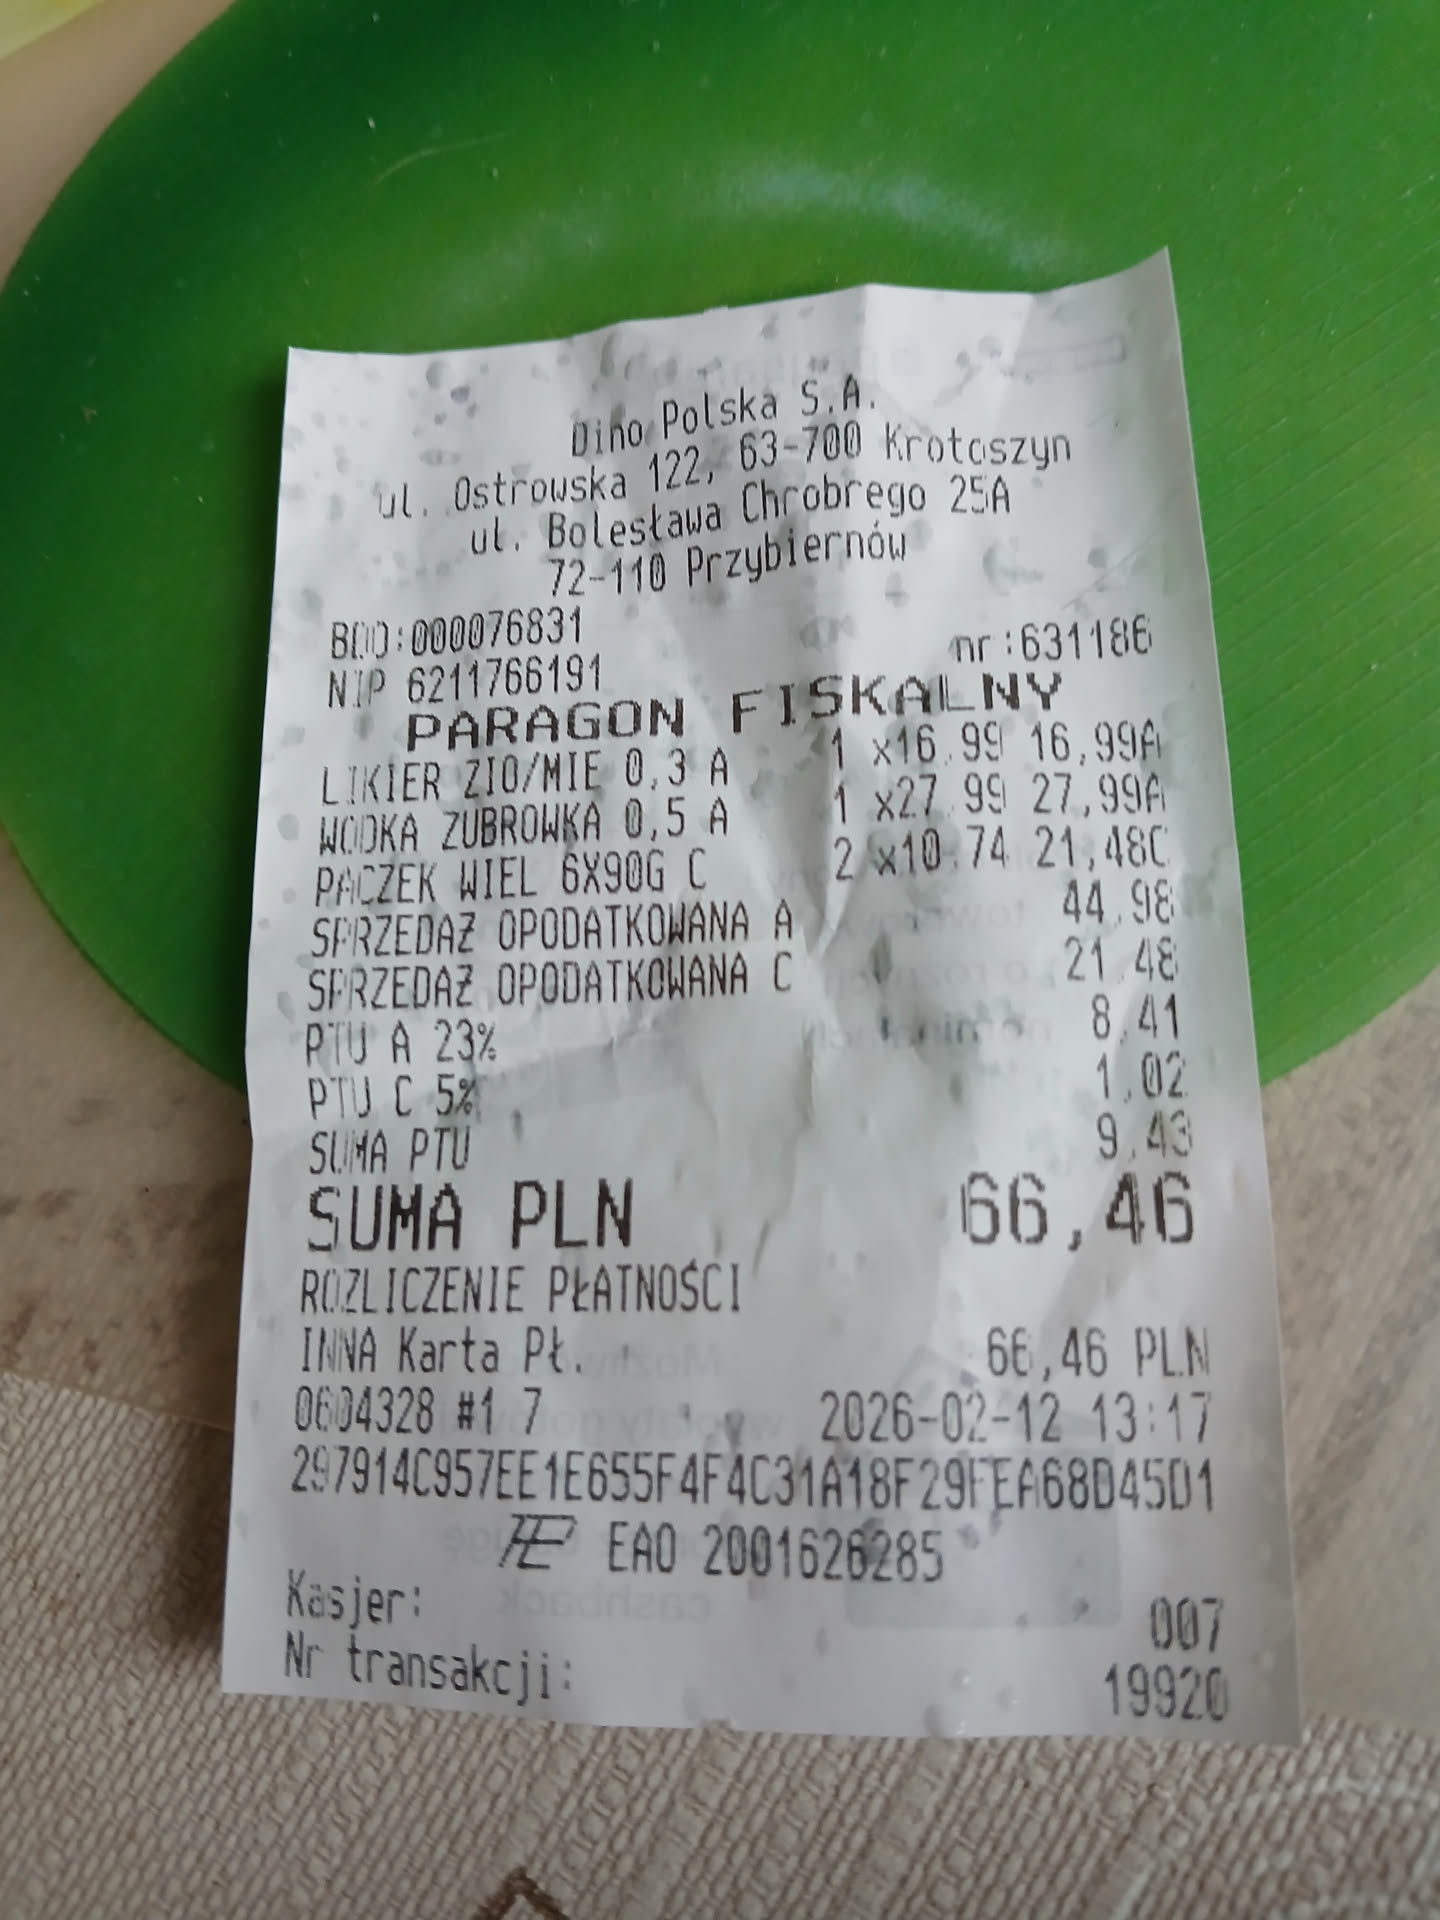 Dino Polska S.A.
ul. Ostrowska 122, 63-700 Krotoszyn
ul. Bolesława Chrobrego 25A
72-110 Przybiernów
BDO:000076831
NIP 6211766191 nr:631186
PARAGON FISKALNY
LIKIER ZIO/MIE 0,3 A 1 x16.99 16,99A
WODKA ZUBROWKA 0,5 A 1 x27.99 27,99A
PACZEK WIEL 6X90G C 2 x10.74 21,48C
SPRZEDAŻ OPODATKOWANA A 44,98
SPRZEDAŻ OPODATKOWANA C 21,48
PTU A 23% 8,41
PTU C 5% 1,02
SUMA PTU 9,43
SUMA PLN 66,46
ROZLICZENIE PŁATNOŚCI
INNA Karta Pł. 66,46 PLN
0604328 #1 7 2026-02-12 13:17
297914C957EE1E655F4F4C31A18F29FEA68D45D1
EAO 2001626285
Kasjer: 007
Nr transakcji: 19920